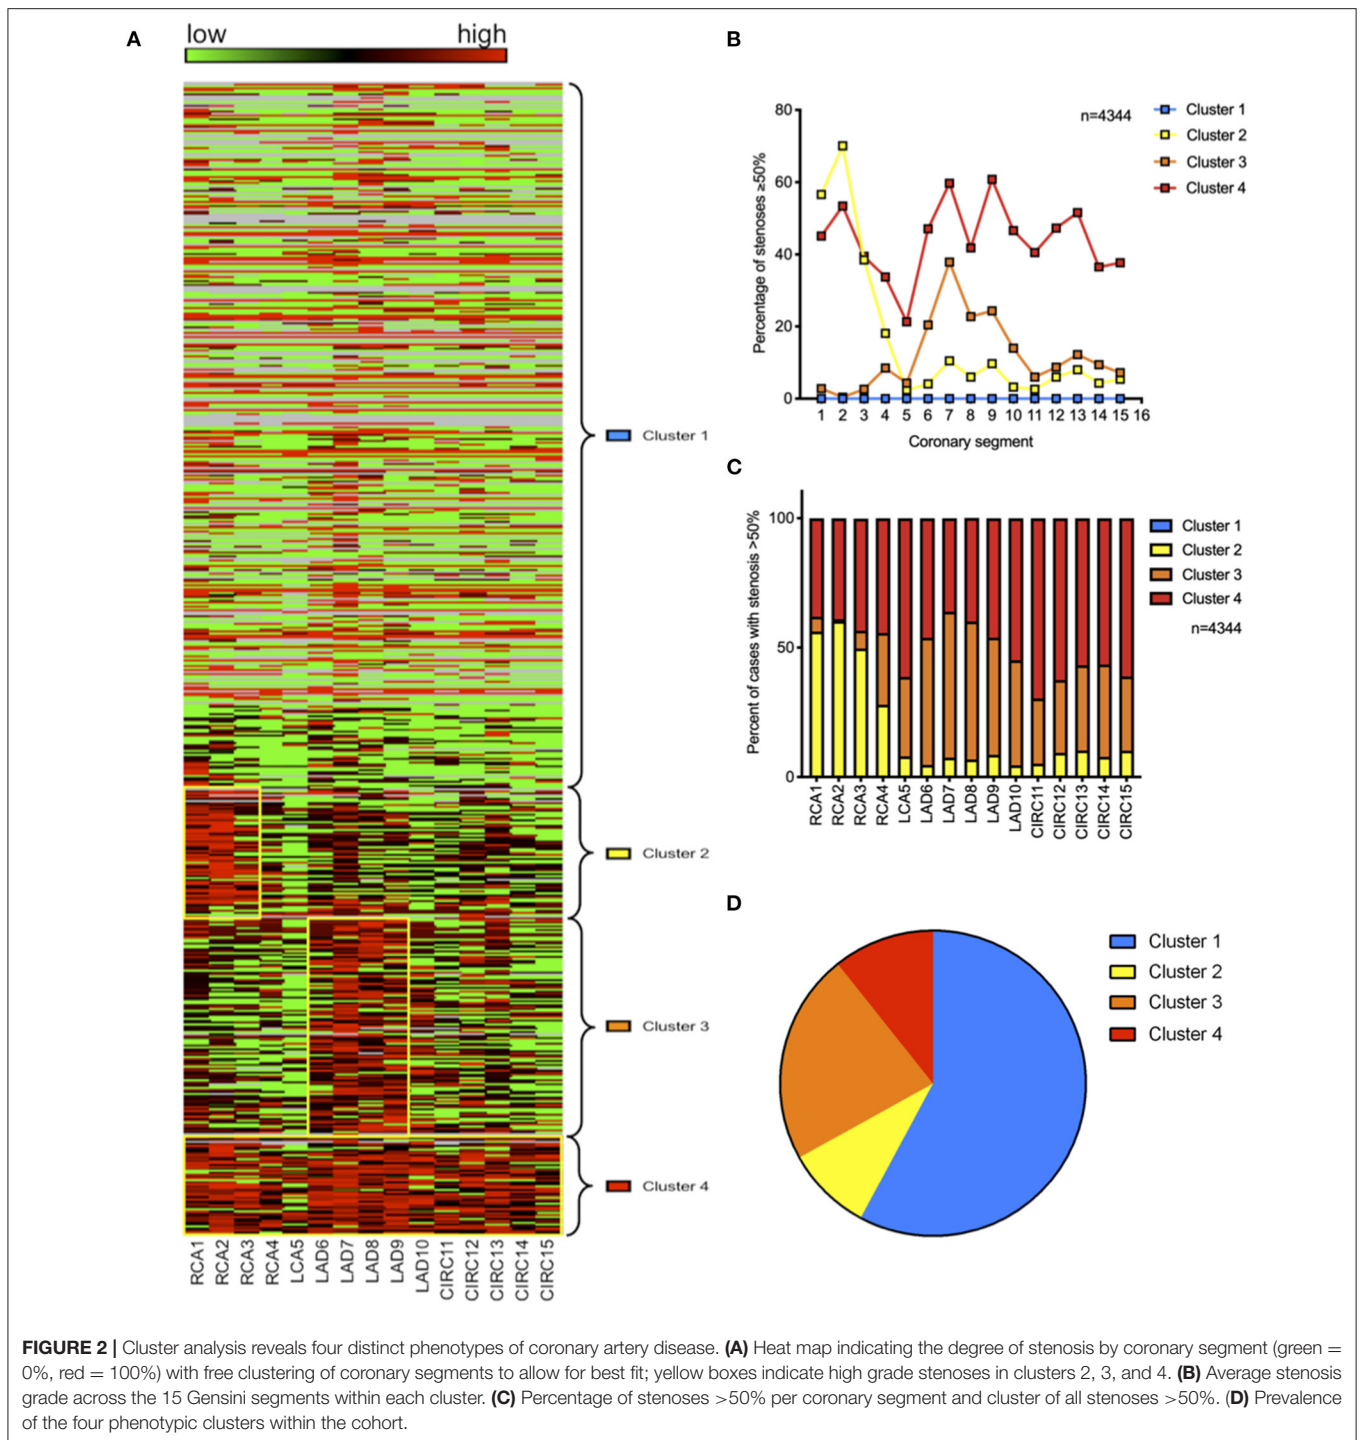 A
low high
Cluster 1
Cluster 2
Cluster 3
Cluster 4
RCA1
RCA2
RCA3
RCA4
LCA5
LAD6
LAD7
LAD8
LAD9
LAD10
CIRC11
CIRC12
CIRC13
CIRC14
CIRC15
B
Percentage of stenoses ≥50%
80
60
40
20
0
1 2 3 4 5 6 7 8 9 10 11 12 13 14 15 16
Coronary segment
n=4344
Cluster 1
Cluster 2
Cluster 3
Cluster 4
C
Percent of cases with stenosis >50%
100
50
0
RCA1
RCA2
RCA3
RCA4
LCA5
LAD6
LAD7
LAD8
LAD9
LAD10
CIRC11
CIRC12
CIRC13
CIRC14
CIRC15
Cluster 1
Cluster 2
Cluster 3
Cluster 4
n=4344
D
Cluster 1
Cluster 2
Cluster 3
Cluster 4
FIGURE 2 | Cluster analysis reveals four distinct phenotypes of coronary artery disease. (A) Heat map indicating the degree of stenosis by coronary segment (green =
0%, red = 100%) with free clustering of coronary segments to allow for best fit; yellow boxes indicate high grade stenoses in clusters 2, 3, and 4. (B) Average stenosis
grade across the 15 Gensini segments within each cluster. (C) Percentage of stenoses >50% per coronary segment and cluster of all stenoses >50%. (D) Prevalence
of the four phenotypic clusters within the cohort.